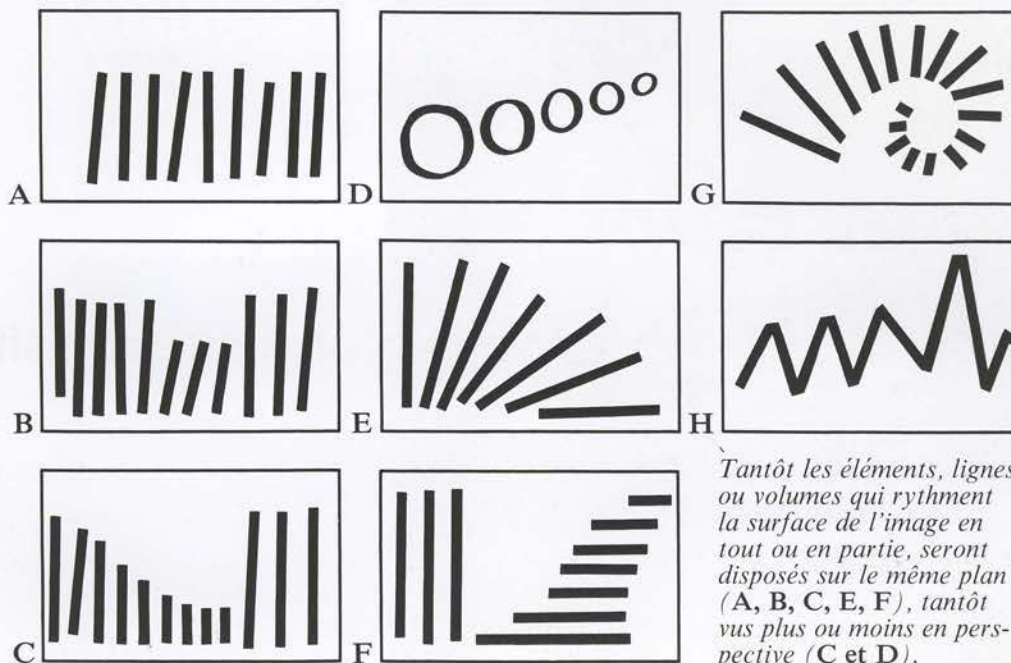 A
D
G
B
E
H
C
F
Tantôt les éléments, lignes
ou volumes qui rythment
la surface de l'image en
tout ou en partie, seront
disposés sur le même plan
(A, B, C, E, F), tantôt
vus plus ou moins en pers-
pective (C et D).